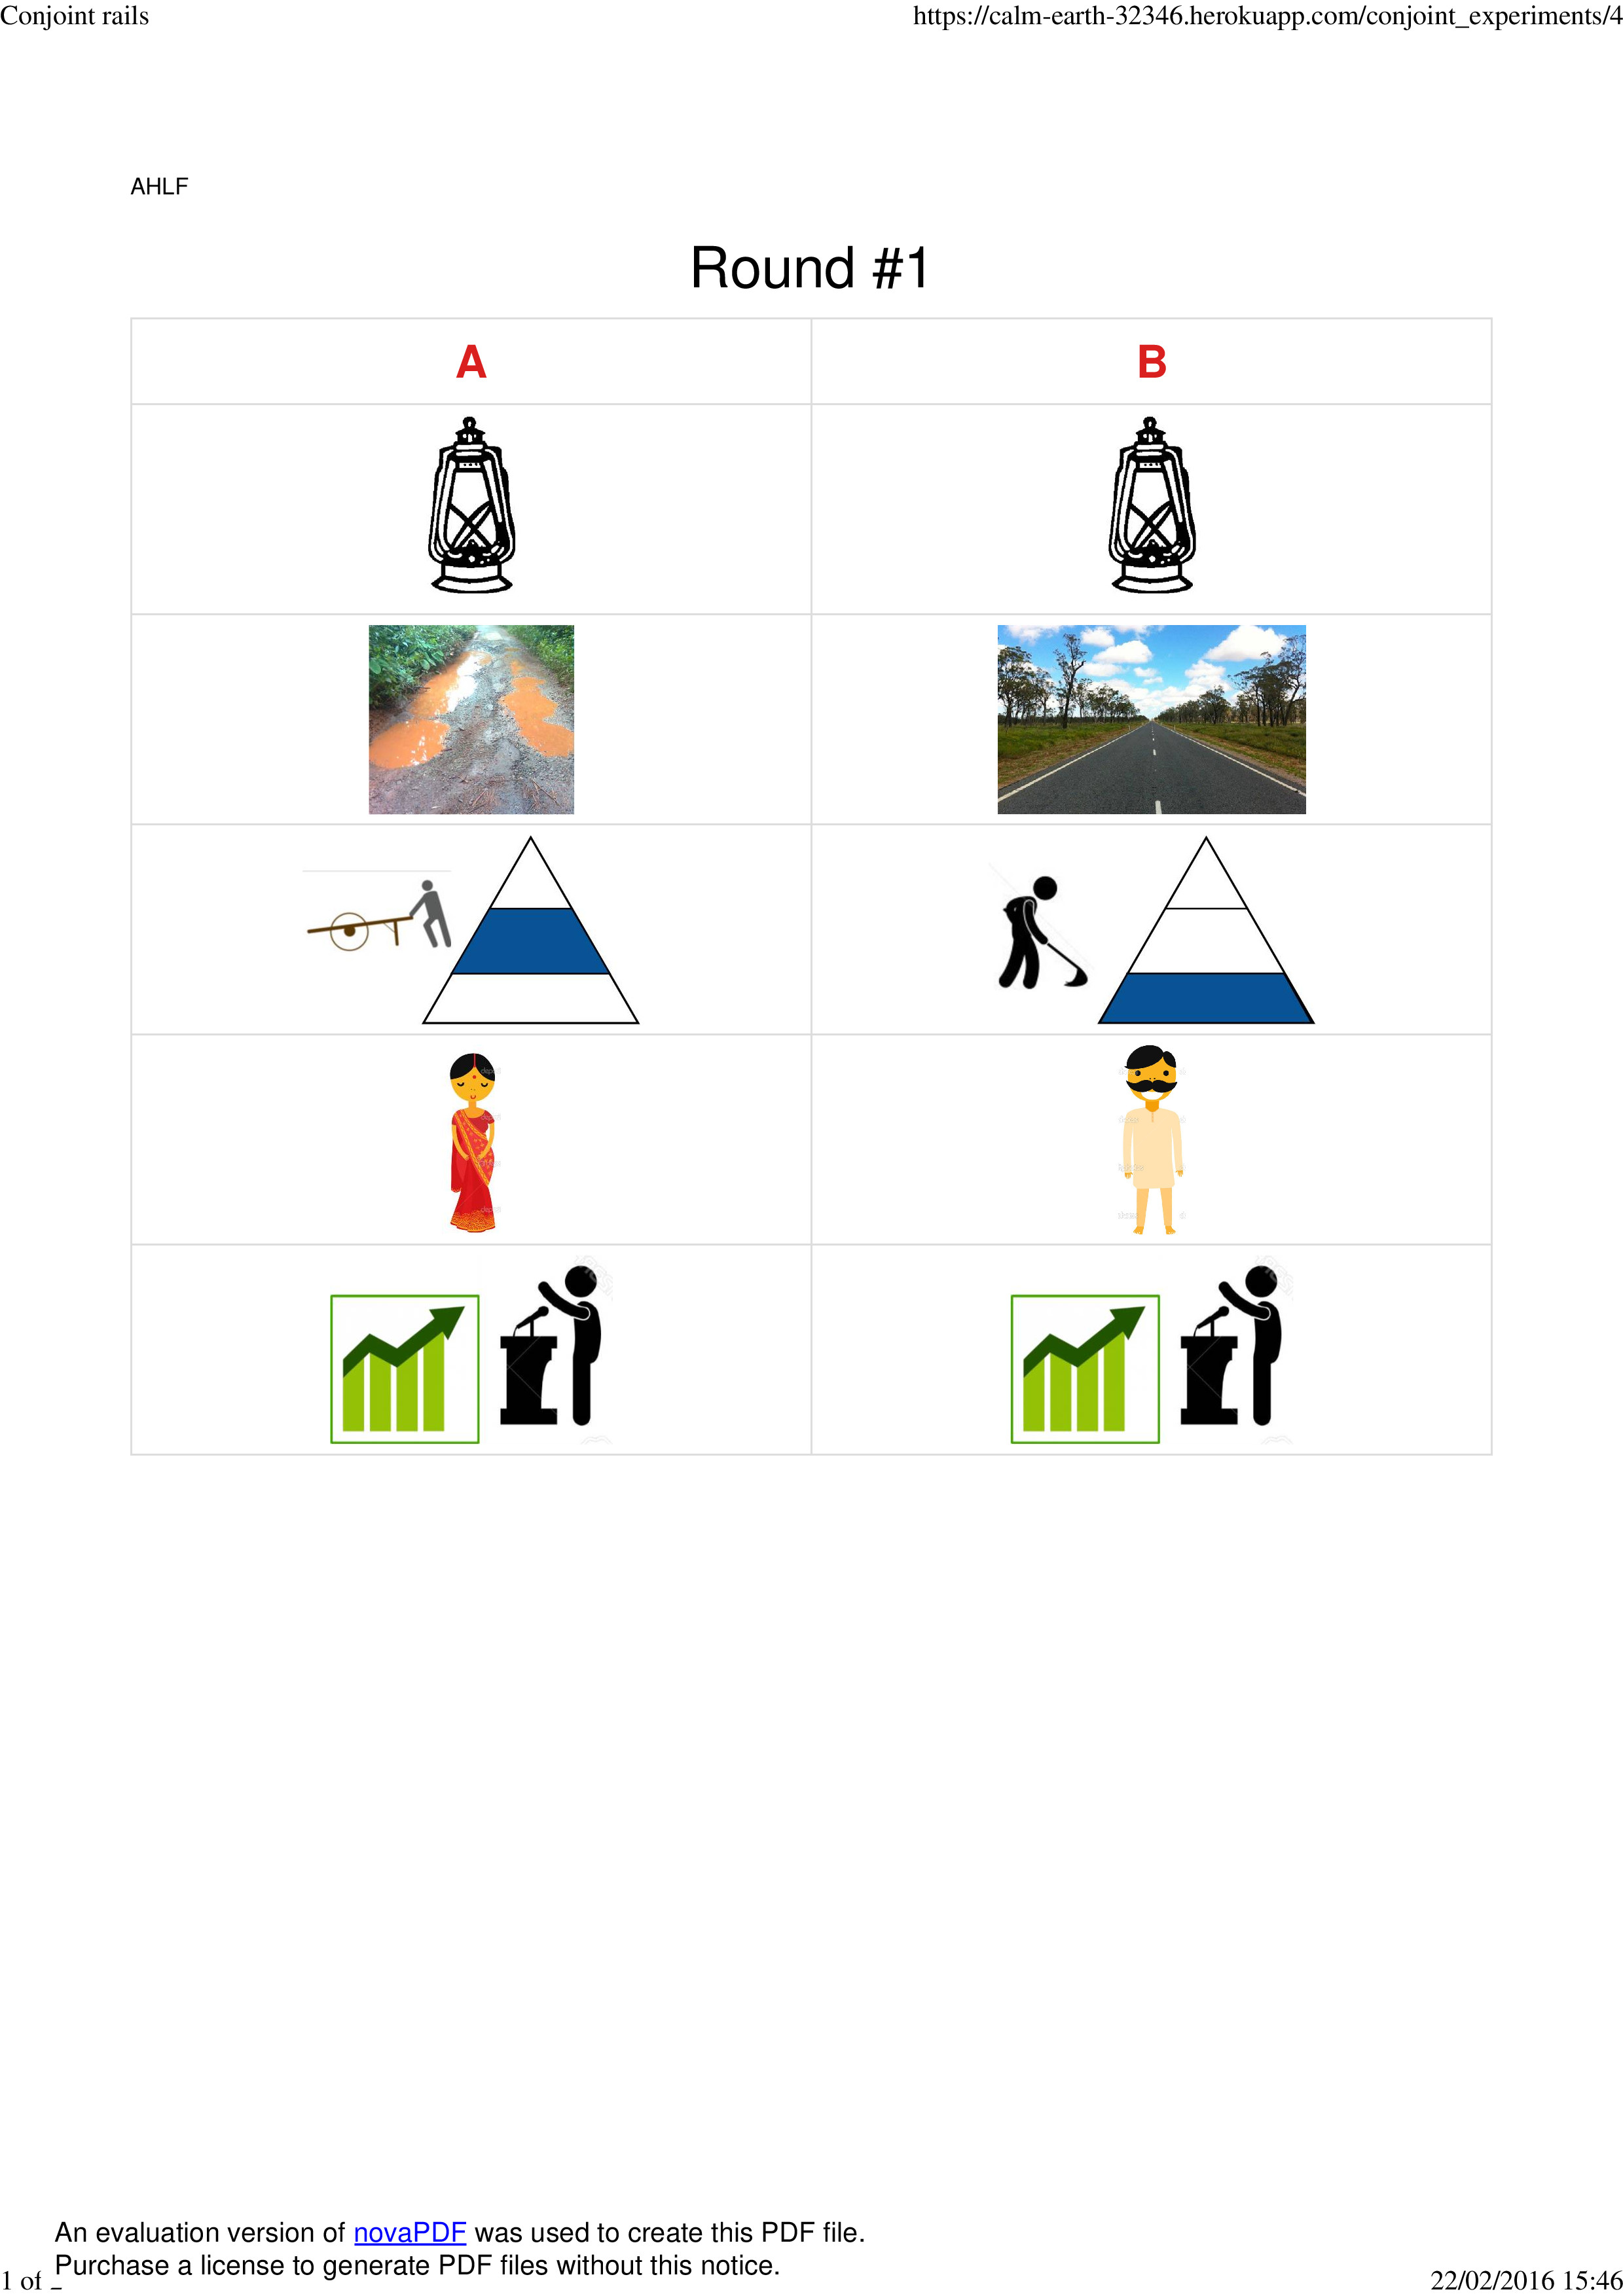 Conjoint rails
https://calm-earth-32346.herokuapp.com/conjoint_experiments/4
AHLF
Round #1
A
B
An evaluation version of novaPDF was used to create this PDF file.
Purchase a license to generate PDF files without this notice.
1 of
22/02/2016 15:46